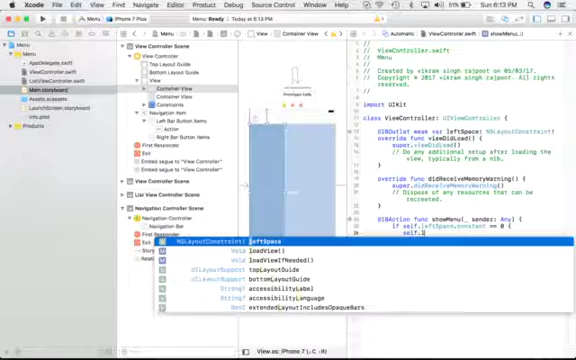 Xcode File Edit View Find Navigate Editor Product Debug Source Control Window Help
Sun 6:13 PM
Menu iPhone 7 Plus
Menu: Ready | Today at 6:13 PM
Menu
Menu
AppDelegate.swift
ViewController.swift
ListViewController.swift
Main.storyboard
Assets.xcassets
LaunchScreen.storyboard
Info.plist
Products
View Controller Scene
View Controller
Top Layout Guide
Bottom Layout Guide
View
Container View
Container View
Constraints
Navigation Item
Left Bar Button Items
Action
Right Bar Button Items
First Responder
Exit
Embed segue to "View Controller"
Embed segue to "List View Controller"
View Controller Scene
List View Controller Scene
Navigation Controller Scene
Navigation Controller
Navigation Bar
First Responder
Exit
Prototype Cells
Automatic ViewController.swift showMenu(_:)
//
// ViewController.swift
// Menu
//
// Created by vikram singh rajpoot on 05/03/17.
// Copyright © 2017 vikram singh rajpoot. All rights reserved.
//
import UIKit
class ViewController: UIViewController {
@IBOutlet weak var leftSpace: NSLayoutConstraint!
override func viewDidLoad() {
super.viewDidLoad()
// Do any additional setup after loading the view, typically from a nib.
override func didReceiveMemoryWarning() {
super.didReceiveMemoryWarning()
// Dispose of any resources that can be recreated.
@IBAction func showMenu(_ sender: Any) {
if self.leftSpace.constant == 0 {
self.l
NSLayoutConstraint! leftSpace
Void loadView()
Void loadViewIfNeeded()
UILayoutSupport topLayoutGuide
UILayoutSupport bottomLayoutGuide
String? accessibilityLabel
String? accessibilityLanguage
Bool extendedLayoutIncludesOpaqueBars
View as: iPhone 7 (wC hR)